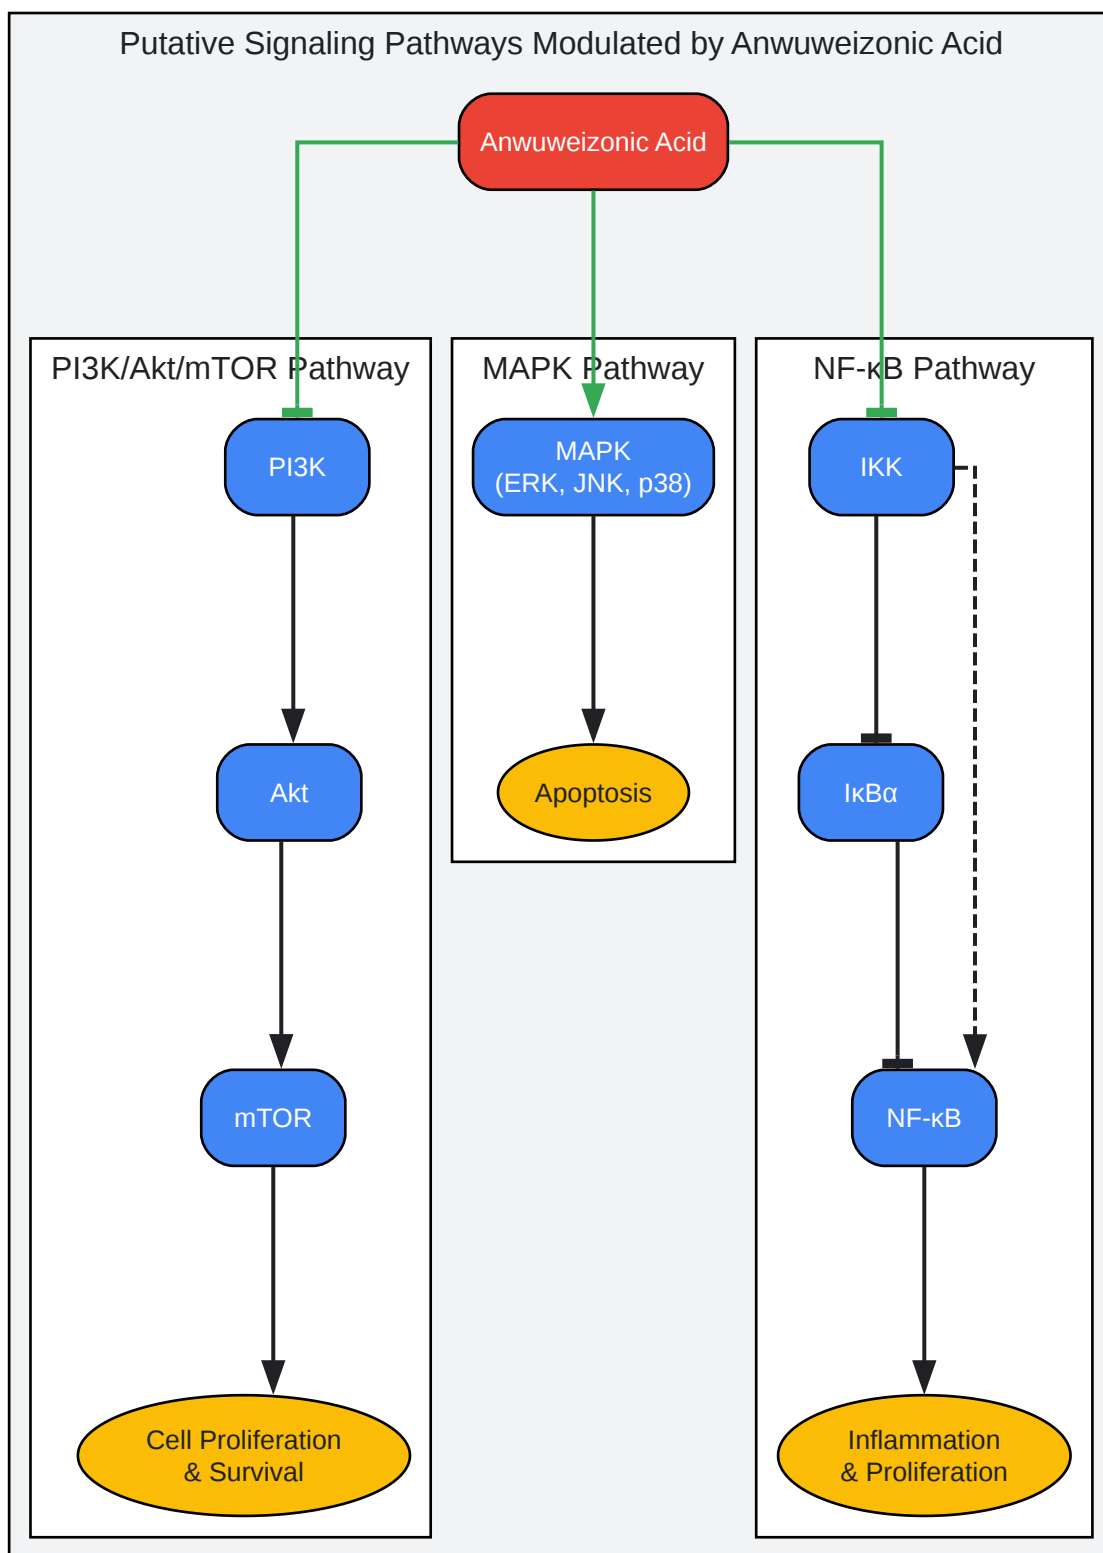 Putative Signaling Pathways Modulated by Anwuweizonic Acid
Anwuweizonic Acid
PI3K/Akt/mTOR Pathway
PI3K
Akt
mTOR
Cell Proliferation
& Survival
MAPK Pathway
MAPK
(ERK, JNK, p38)
Apoptosis
NF-κB Pathway
IKK
IκBα
NF-κB
Inflammation
& Proliferation